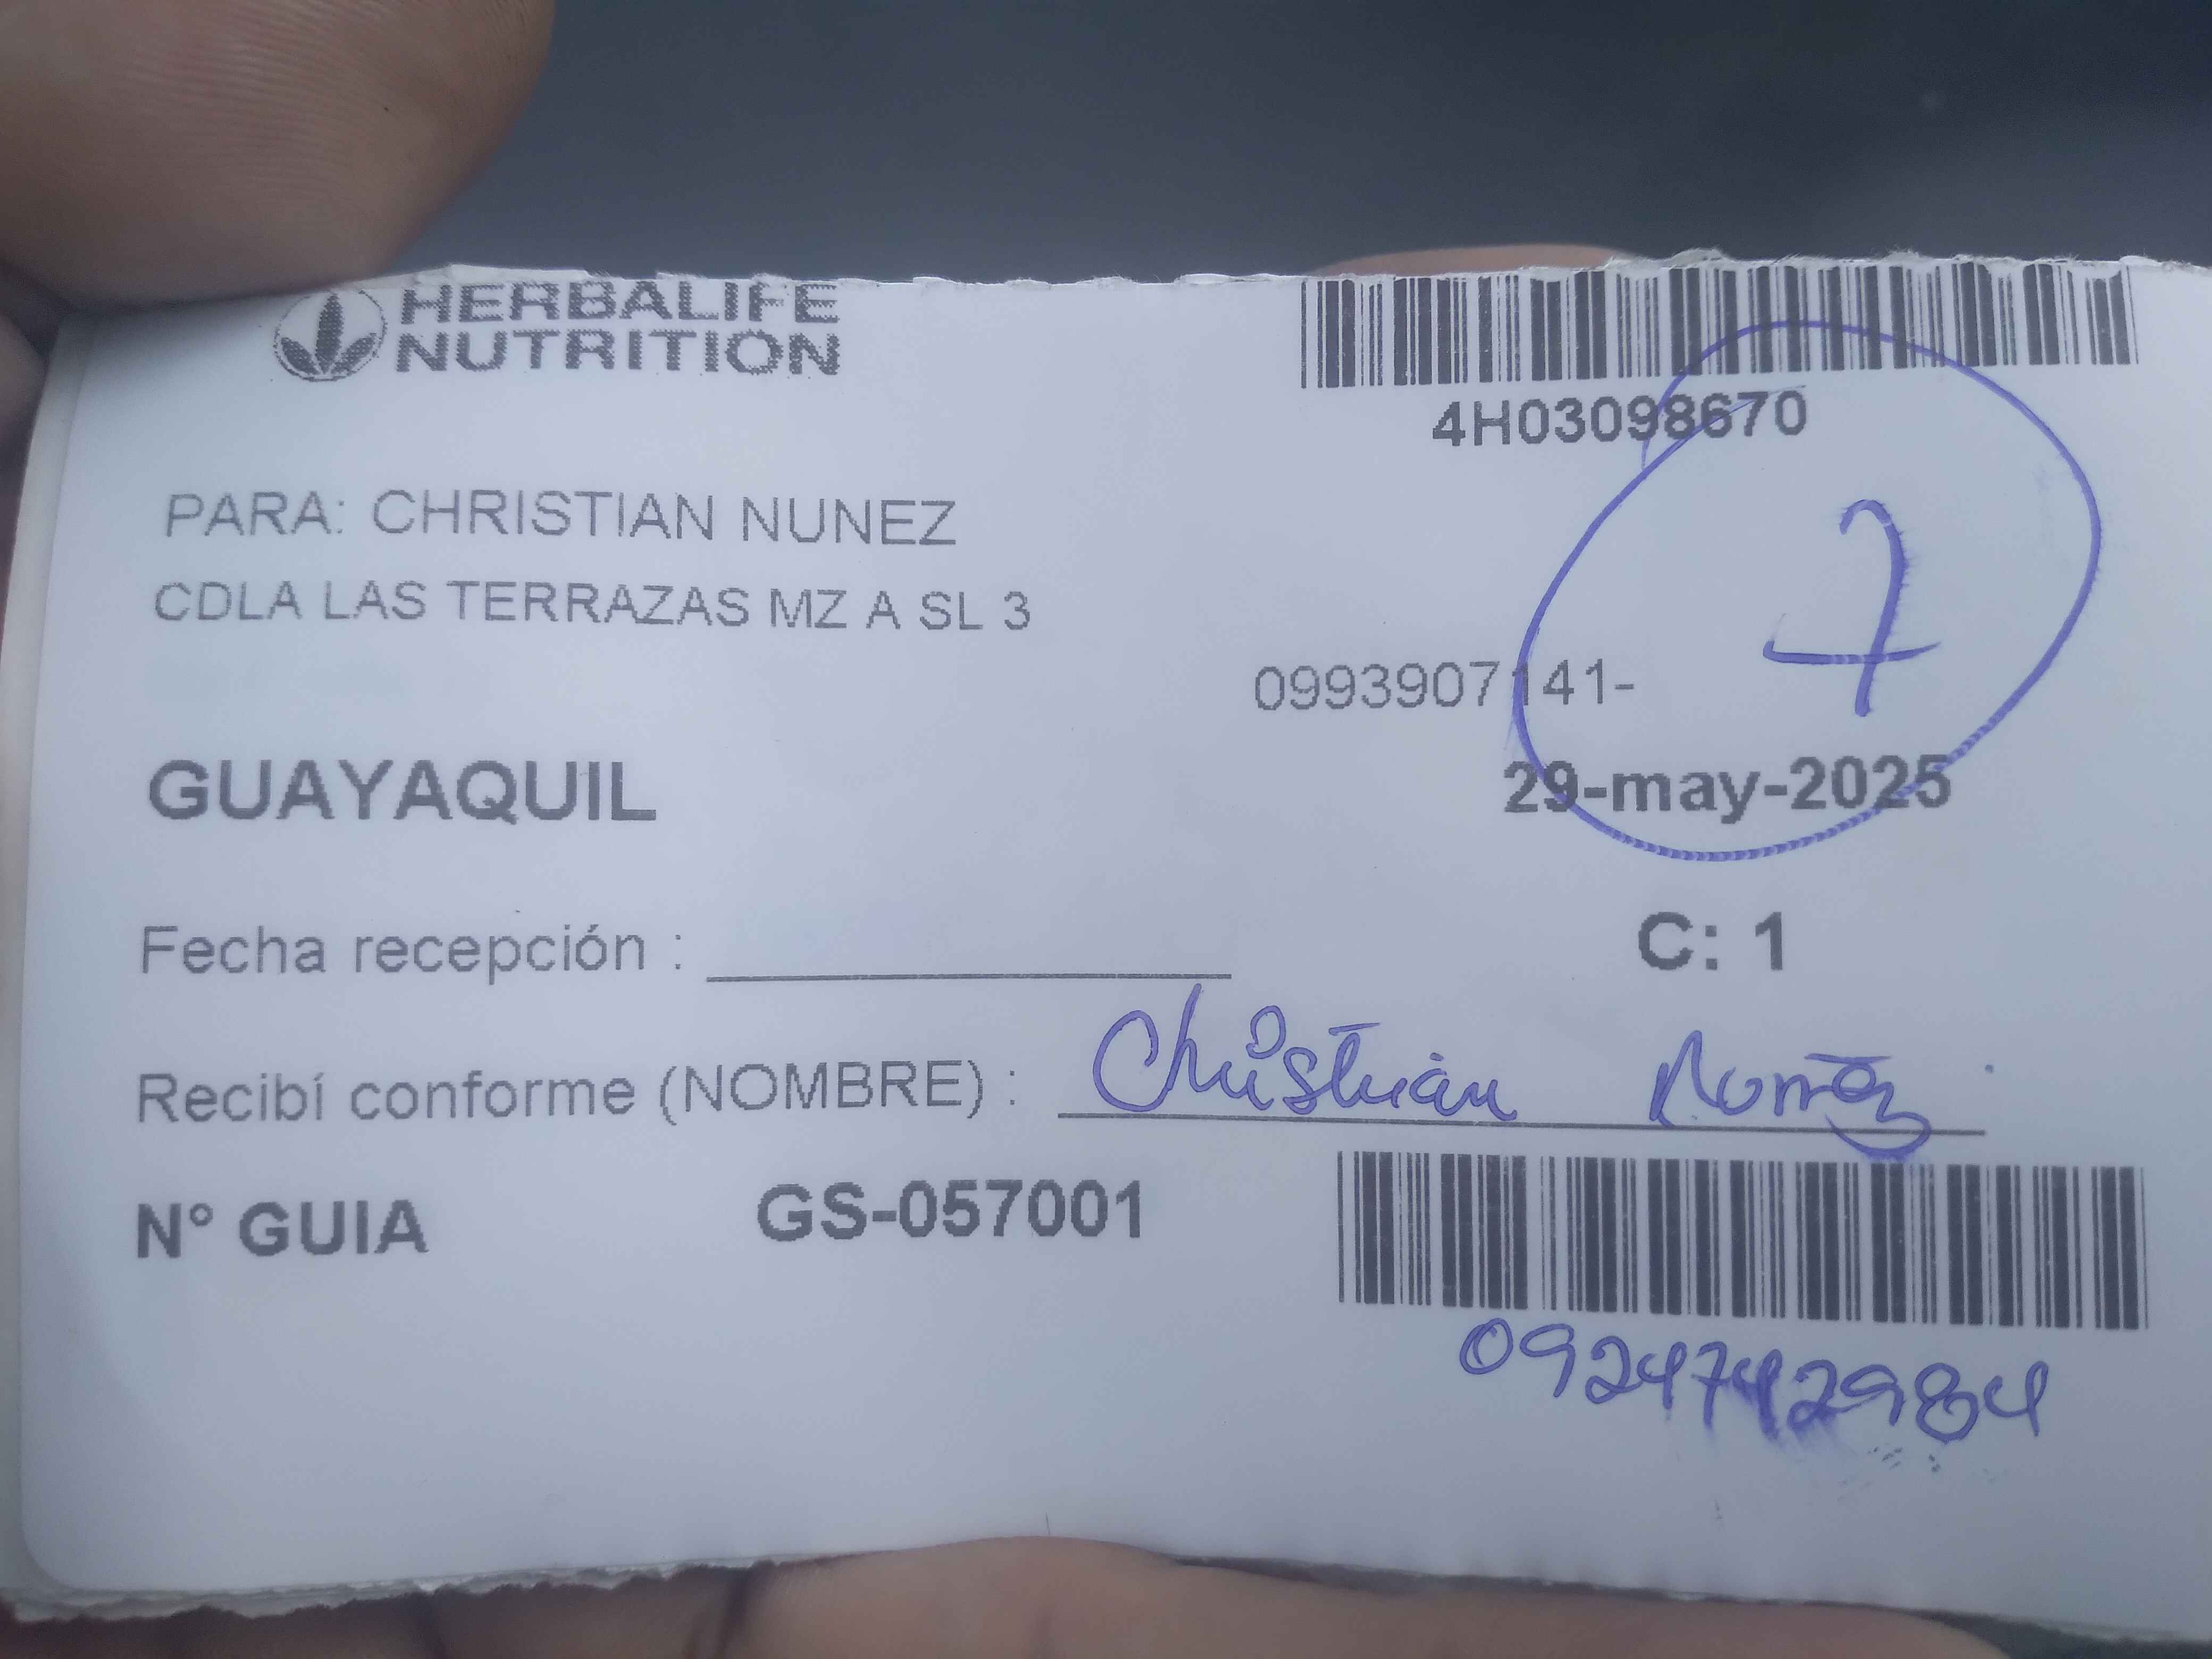 HERBALIFE
NUTRITION
4H03098670
PARA: CHRISTIAN NUNEZ
CDLA LAS TERRAZAS MZ A SL 3
7
0993907141-
GUAYAQUIL
29-may-2025
Fecha recepción :
C: 1
Recibí conforme (NOMBRE) : Christian
N° GUIA GS-057001
0924742984